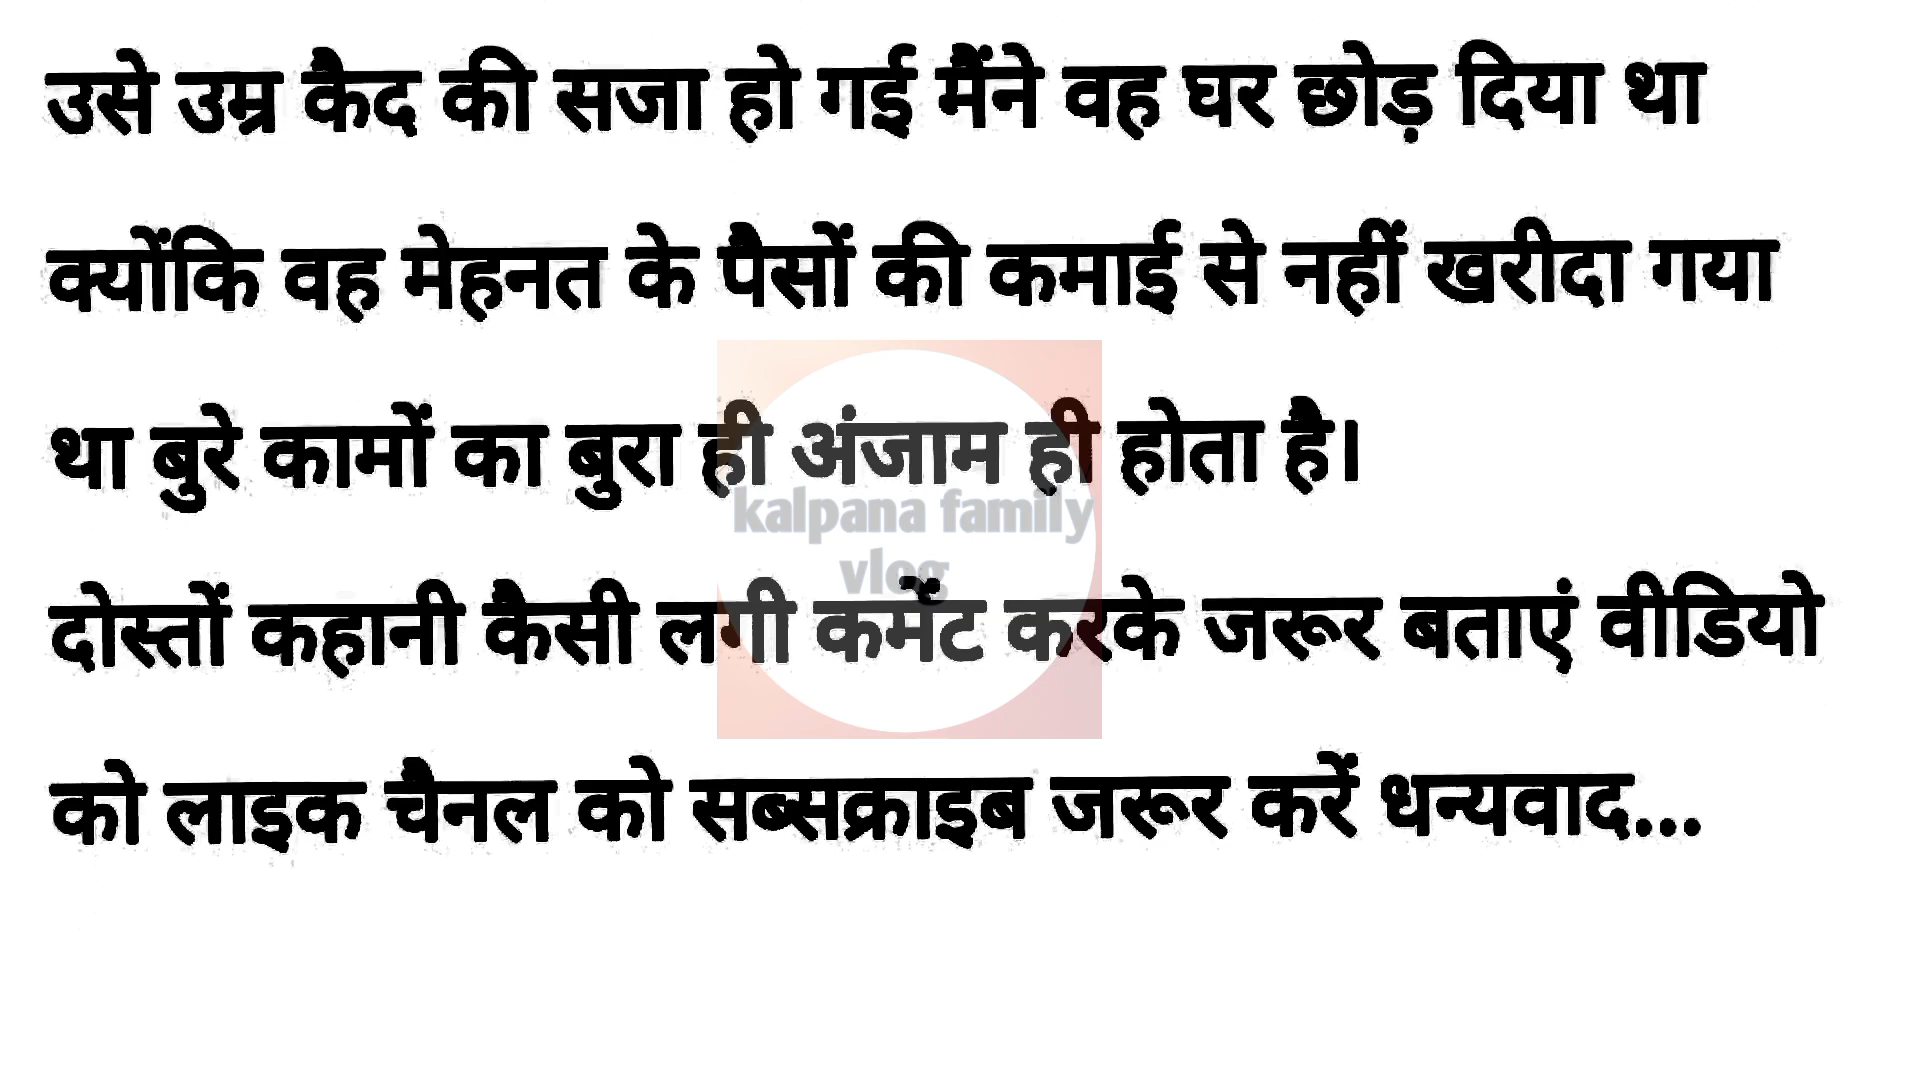 उसे उम्र कैद की सजा हो गई मैंने वह घर छोड़ दिया था
क्योंकि वह मेहनत के पैसों की कमाई से नहीं खरीदा गया
था बुरे कामों का बुरा ही अंजाम ही होता है।
kalpana family
vlog
दोस्तों कहानी कैसी लगी कमेंट करके जरूर बताएं वीडियो
को लाइक चैनल को सब्सक्राइब जरूर करें धन्यवाद...